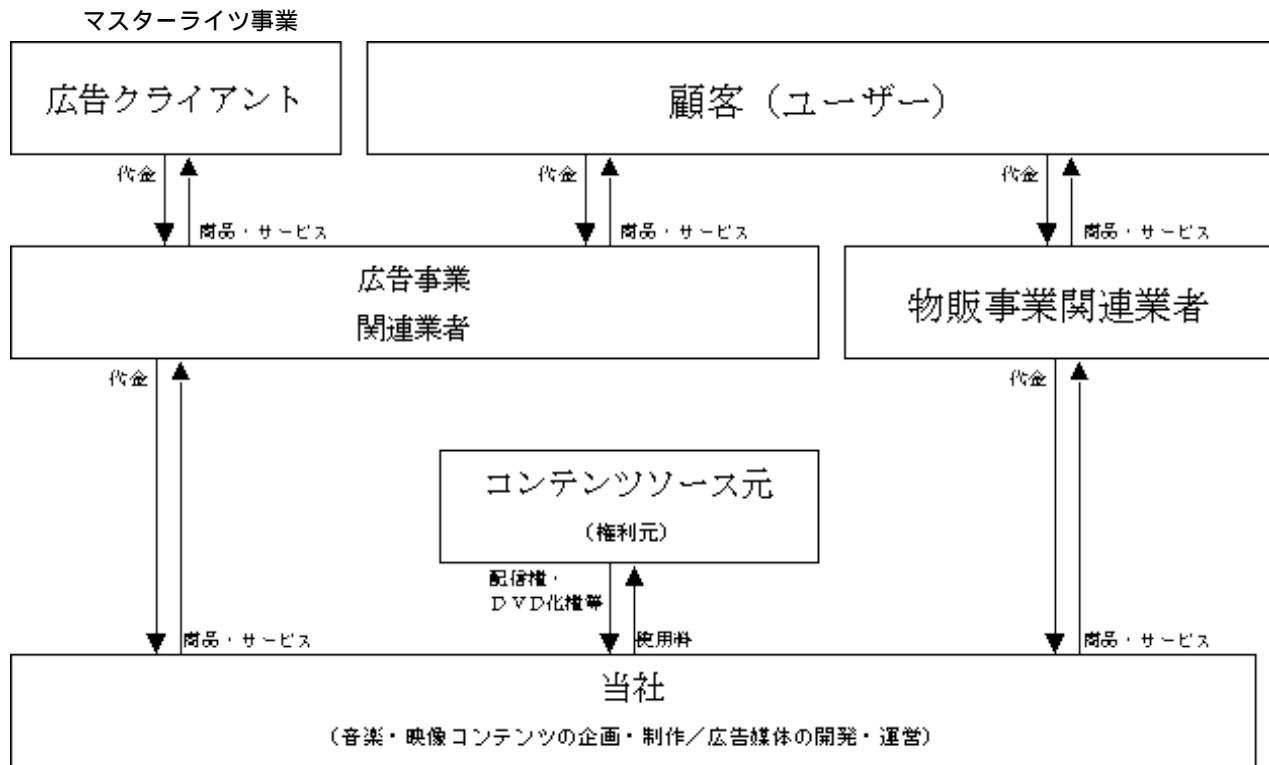 マスターライツ事業
広告クライアント
顧客（ユーザー）
代金
代金
代金
商品・サービス
商品・サービス
商品・サービス
広告事業
関連業者
物販事業関連業者
代金
代金
コンテンツソース元
（権利元）
配信権・
ＤＶＤ化権等
商品・サービス
使用料
商品・サービス
当社
（音楽・映像コンテンツの企画・制作／広告媒体の開発・運営）